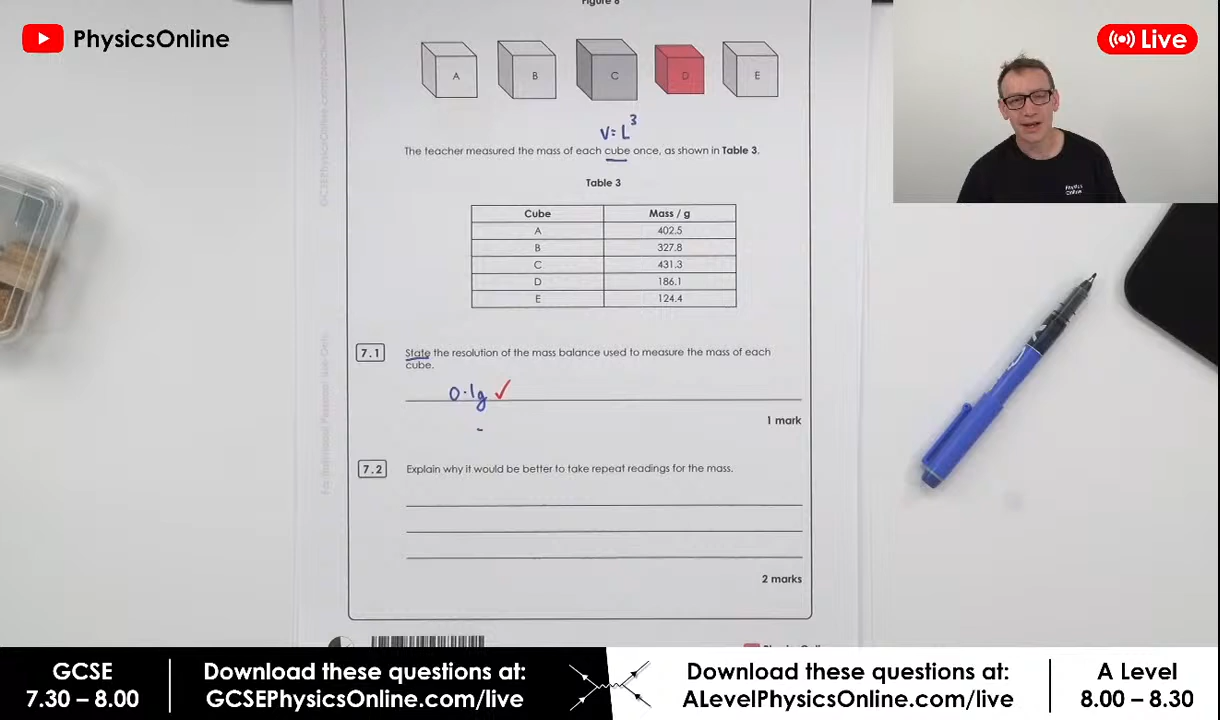 Figure 8
PhysicsOnline
Live
A
B
C
D
E
V = L³
The teacher measured the mass of each cube once, as shown in Table 3.
Table 3
Cube Mass / g
A 402.5
B 327.8
C 431.3
D 186.1
E 124.4
Physics
Online
7.1 State the resolution of the mass balance used to measure the mass of each
cube.
0.1g ✓
1 mark
7.2 Explain why it would be better to take repeat readings for the mass.
2 marks
GCSE
7.30 – 8.00
Download these questions at:
GCSEPhysicsOnline.com/live
Download these questions at:
ALevelPhysicsOnline.com/live
A Level
8.00 – 8.30